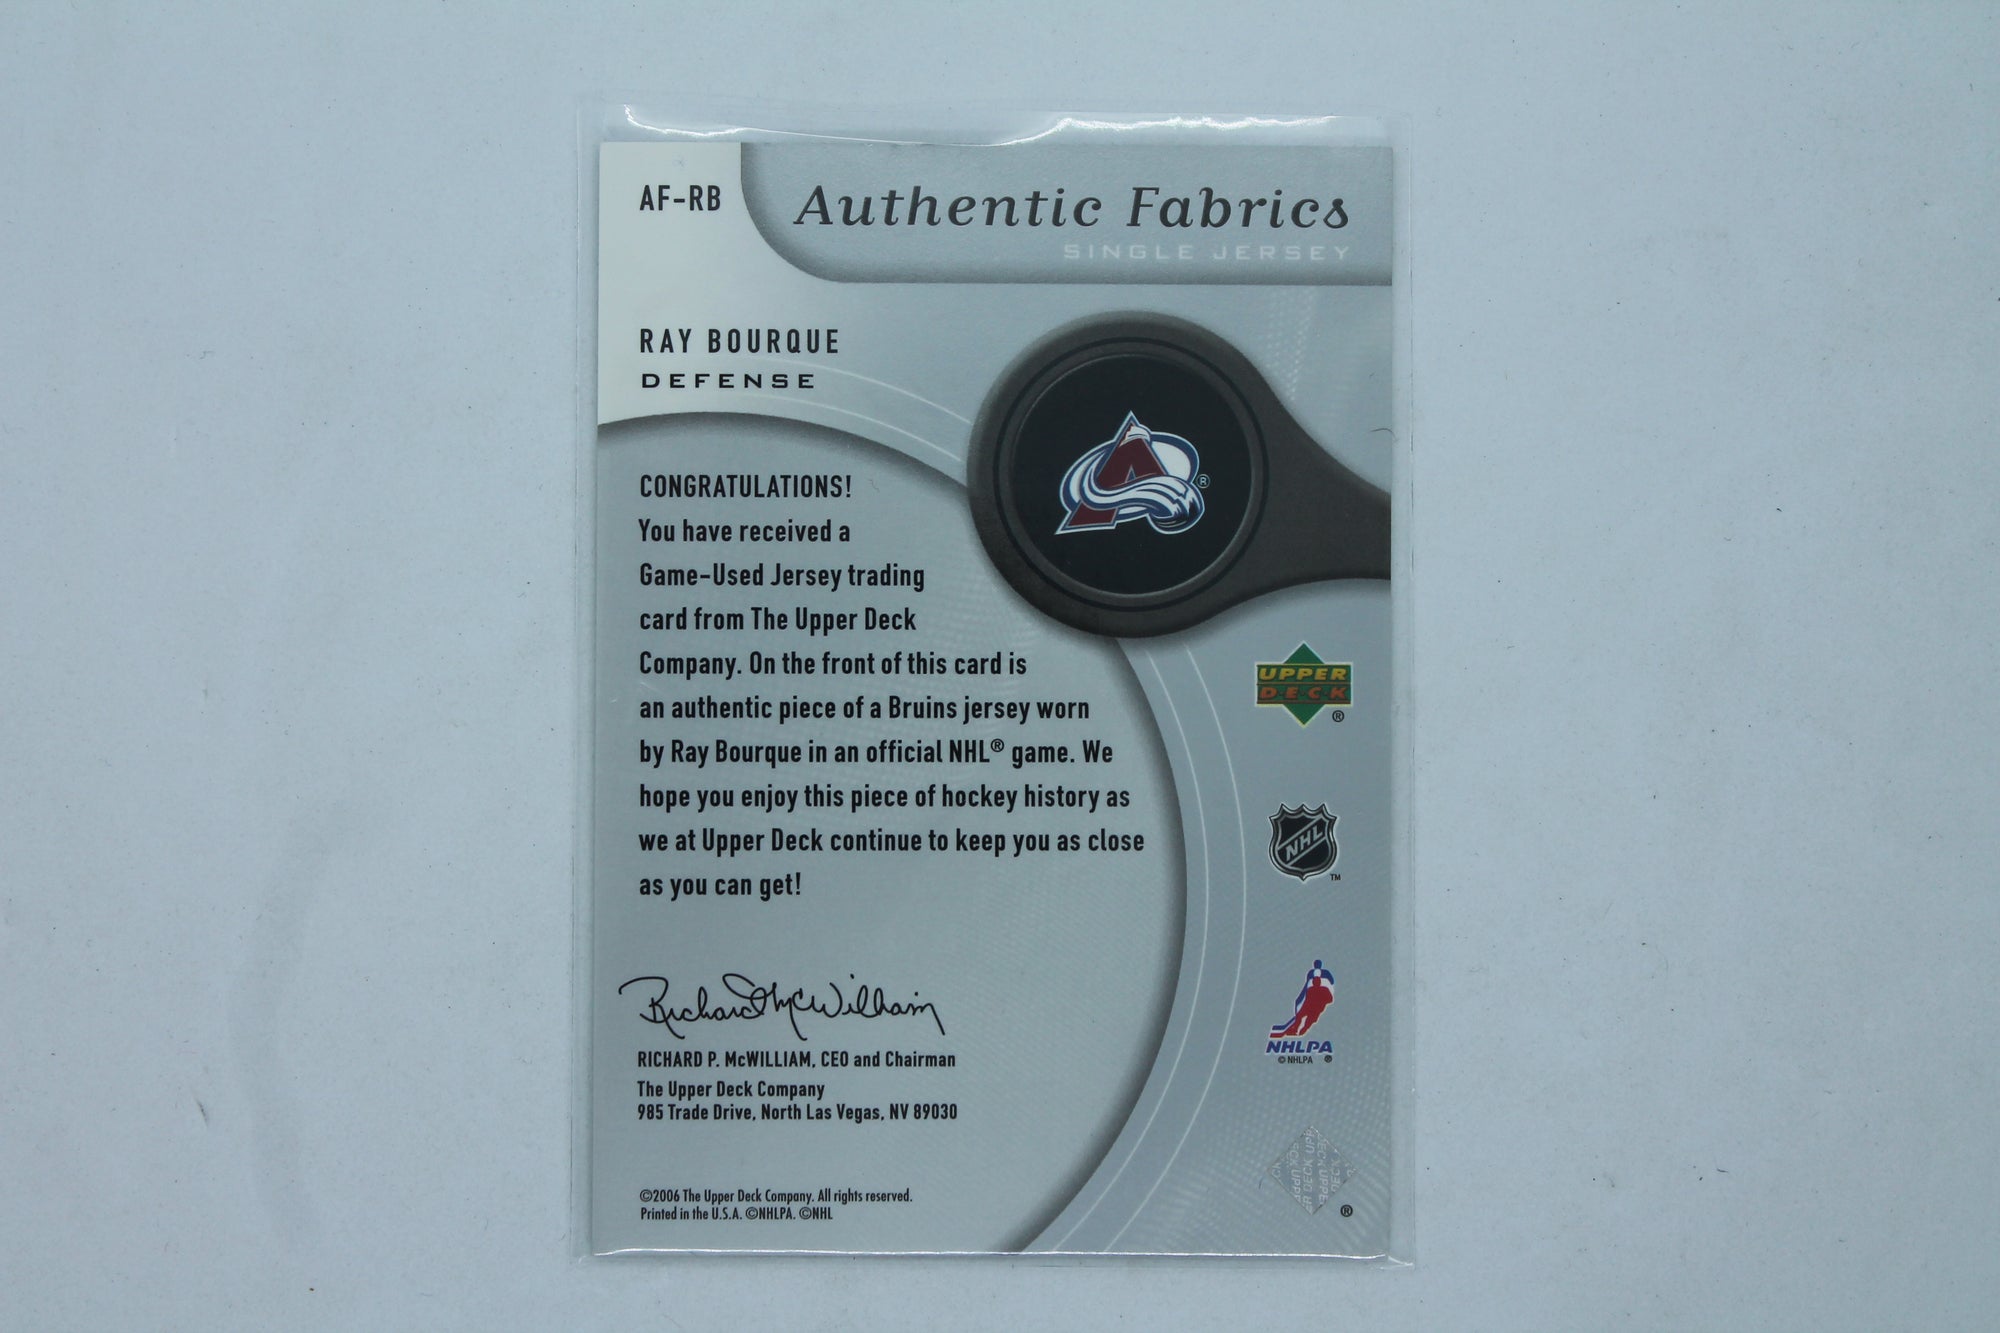 AF-RB
Authentic Fabrics
SINGLE JERSEY
RAY BOURQUE
DEFENSE
CONGRATULATIONS!
You have received a
Game-Used Jersey trading
card from The Upper Deck
Company. On the front of this card is
an authentic piece of a Bruins jersey worn
by Ray Bourque in an official NHL® game. We
hope you enjoy this piece of hockey history as
we at Upper Deck continue to keep you as close
as you can get!
Richard McWilliam
RICHARD P. McWILLIAM, CEO and Chairman
The Upper Deck Company
985 Trade Drive, North Las Vegas, NV 89030
©2006 The Upper Deck Company. All rights reserved.
Printed in the U.S.A. ©NHLPA. ©NHL
A ®
UPPER
DECK
®
NHL
TM
NHLPA
© NHLPA ®
®